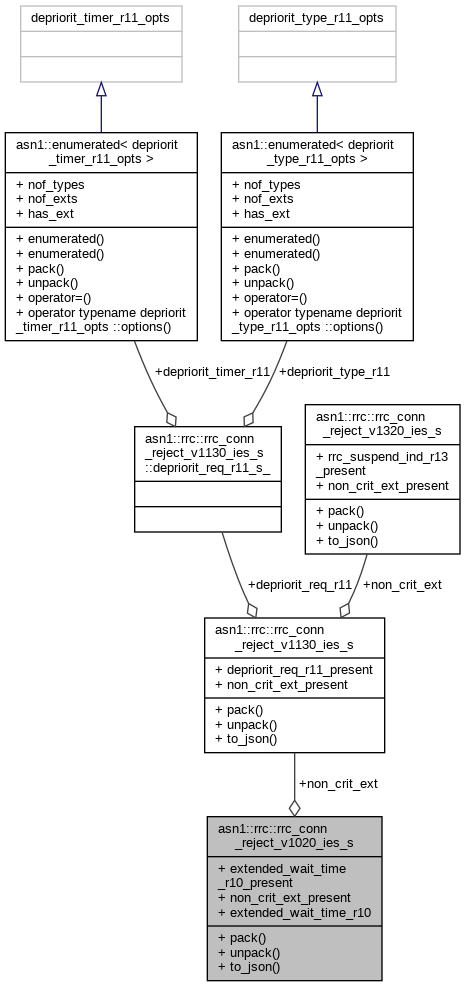 depriorit_timer_r11_opts
depriorit_type_r11_opts
asn1::enumerated< depriorit
_timer_r11_opts >
+ nof_types
+ nof_exts
+ has_ext
+ enumerated()
+ enumerated()
+ pack()
+ unpack()
+ operator=()
+ operator typename depriorit
_timer_r11_opts ::options()
asn1::enumerated< depriorit
_type_r11_opts >
+ nof_types
+ nof_exts
+ has_ext
+ enumerated()
+ enumerated()
+ pack()
+ unpack()
+ operator=()
+ operator typename depriorit
_type_r11_opts ::options()
+depriorit_timer_r11
+depriorit_type_r11
asn1::rrc::rrc_conn
_reject_v1130_ies_s
::depriorit_req_r11_s_
asn1::rrc::rrc_conn
_reject_v1320_ies_s
+ rrc_suspend_ind_r13
_present
+ non_crit_ext_present
+ pack()
+ unpack()
+ to_json()
+depriorit_req_r11
+non_crit_ext
asn1::rrc::rrc_conn
_reject_v1130_ies_s
+ depriorit_req_r11_present
+ non_crit_ext_present
+ pack()
+ unpack()
+ to_json()
+non_crit_ext
asn1::rrc::rrc_conn
_reject_v1020_ies_s
+ extended_wait_time
_r10_present
+ non_crit_ext_present
+ extended_wait_time_r10
+ pack()
+ unpack()
+ to_json()